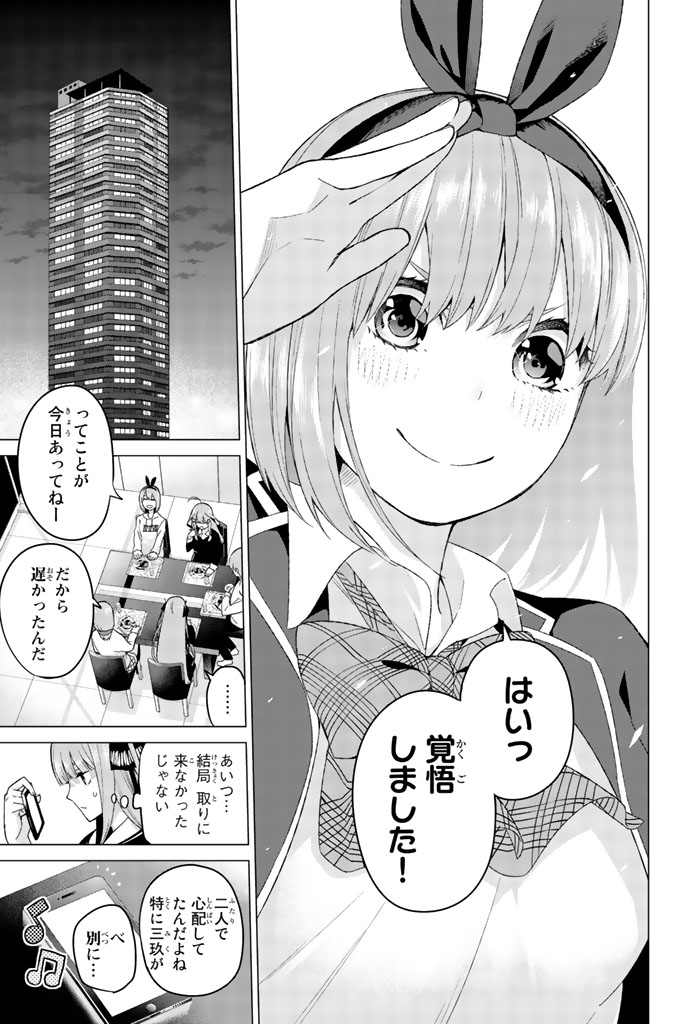 はいっ
覚悟
しました！
ってことが
今日あってねー
だから
遅かったんだ
……
あいつ…
結局 取りに
来なかった
じゃない
二人で
心配して
たんだよね
特に三玖が
べ
別に…